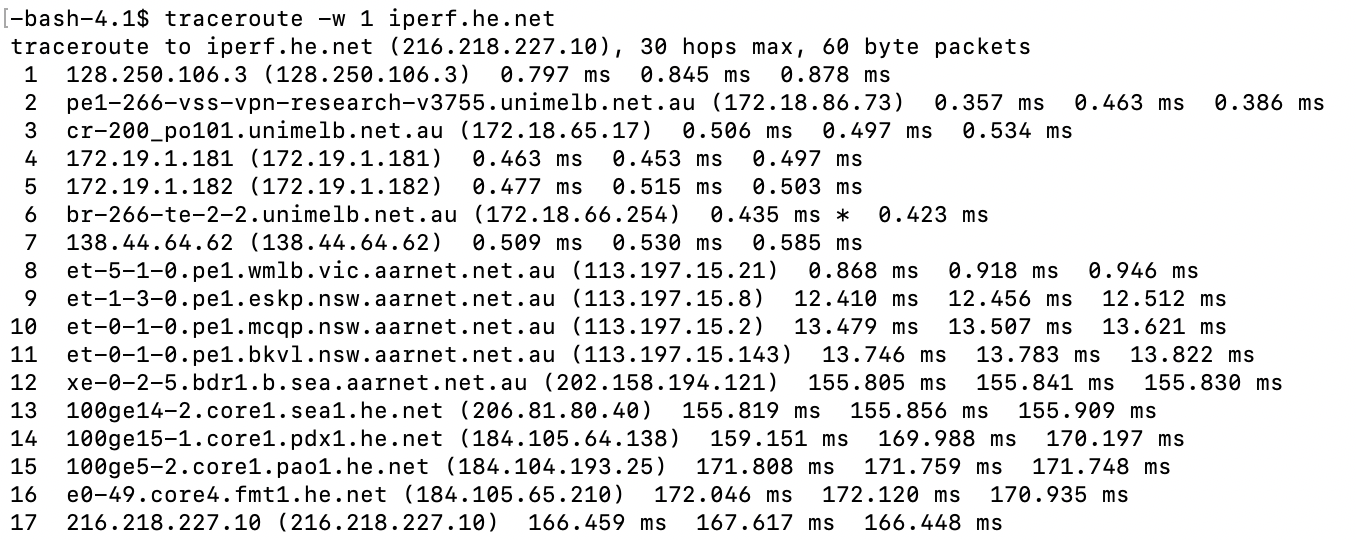 [-bash-4.1$ traceroute -w 1 iperf.he.net
traceroute to iperf.he.net (216.218.227.10), 30 hops max, 60 byte packets
 1  128.250.106.3 (128.250.106.3)  0.797 ms  0.845 ms  0.878 ms
 2  pe1-266-vss-vpn-research-v3755.unimelb.net.au (172.18.86.73)  0.357 ms  0.463 ms  0.386 ms
 3  cr-200_po101.unimelb.net.au (172.18.65.17)  0.506 ms  0.497 ms  0.534 ms
 4  172.19.1.181 (172.19.1.181)  0.463 ms  0.453 ms  0.497 ms
 5  172.19.1.182 (172.19.1.182)  0.477 ms  0.515 ms  0.503 ms
 6  br-266-te-2-2.unimelb.net.au (172.18.66.254)  0.435 ms *  0.423 ms
 7  138.44.64.62 (138.44.64.62)  0.509 ms  0.530 ms  0.585 ms
 8  et-5-1-0.pe1.wmlb.vic.aarnet.net.au (113.197.15.21)  0.868 ms  0.918 ms  0.946 ms
 9  et-1-3-0.pe1.eskp.nsw.aarnet.net.au (113.197.15.8)  12.410 ms  12.456 ms  12.512 ms
10  et-0-1-0.pe1.mcqp.nsw.aarnet.net.au (113.197.15.2)  13.479 ms  13.507 ms  13.621 ms
11  et-0-1-0.pe1.bkvl.nsw.aarnet.net.au (113.197.15.143)  13.746 ms  13.783 ms  13.822 ms
12  xe-0-2-5.bdr1.b.sea.aarnet.net.au (202.158.194.121)  155.805 ms  155.841 ms  155.830 ms
13  100ge14-2.core1.sea1.he.net (206.81.80.40)  155.819 ms  155.856 ms  155.909 ms
14  100ge15-1.core1.pdx1.he.net (184.105.64.138)  159.151 ms  169.988 ms  170.197 ms
15  100ge5-2.core1.pao1.he.net (184.104.193.25)  171.808 ms  171.759 ms  171.748 ms
16  e0-49.core4.fmt1.he.net (184.105.65.210)  172.046 ms  172.120 ms  170.935 ms
17  216.218.227.10 (216.218.227.10)  166.459 ms  167.617 ms  166.448 ms